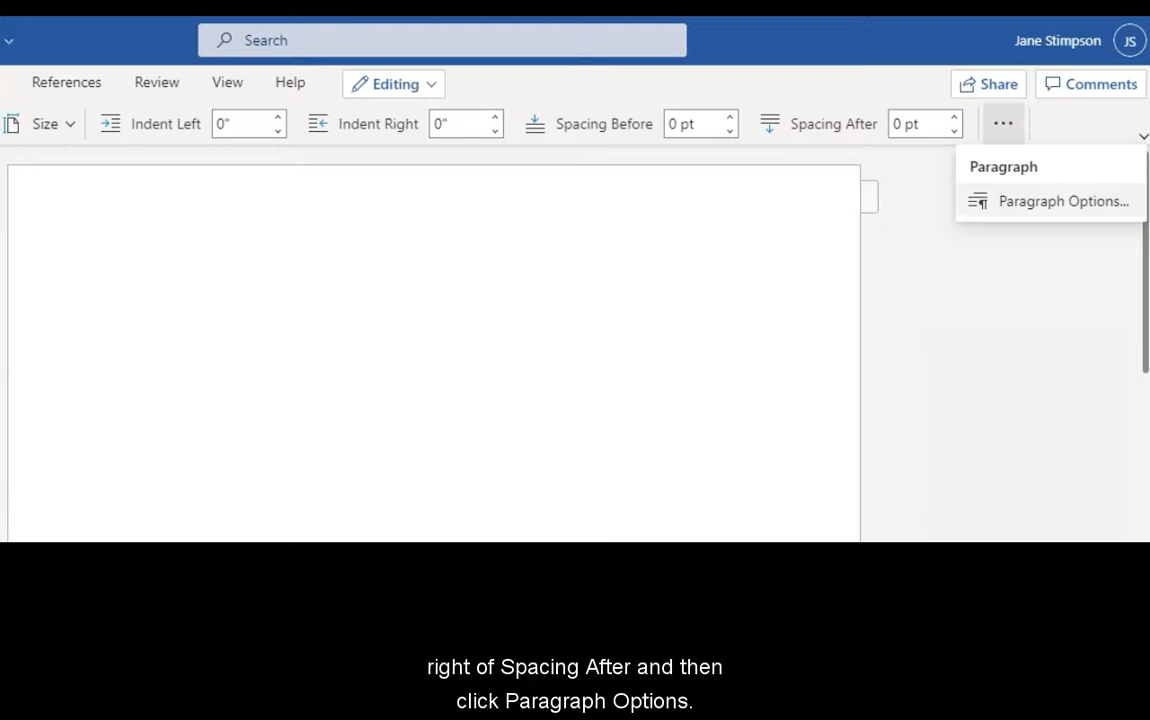 Search
Jane Stimpson JS
References Review View Help Editing Share Comments
Size Indent Left 0" Indent Right 0" Spacing Before 0 pt Spacing After 0 pt ...
Paragraph
Paragraph Options...
right of Spacing After and then
click Paragraph Options.